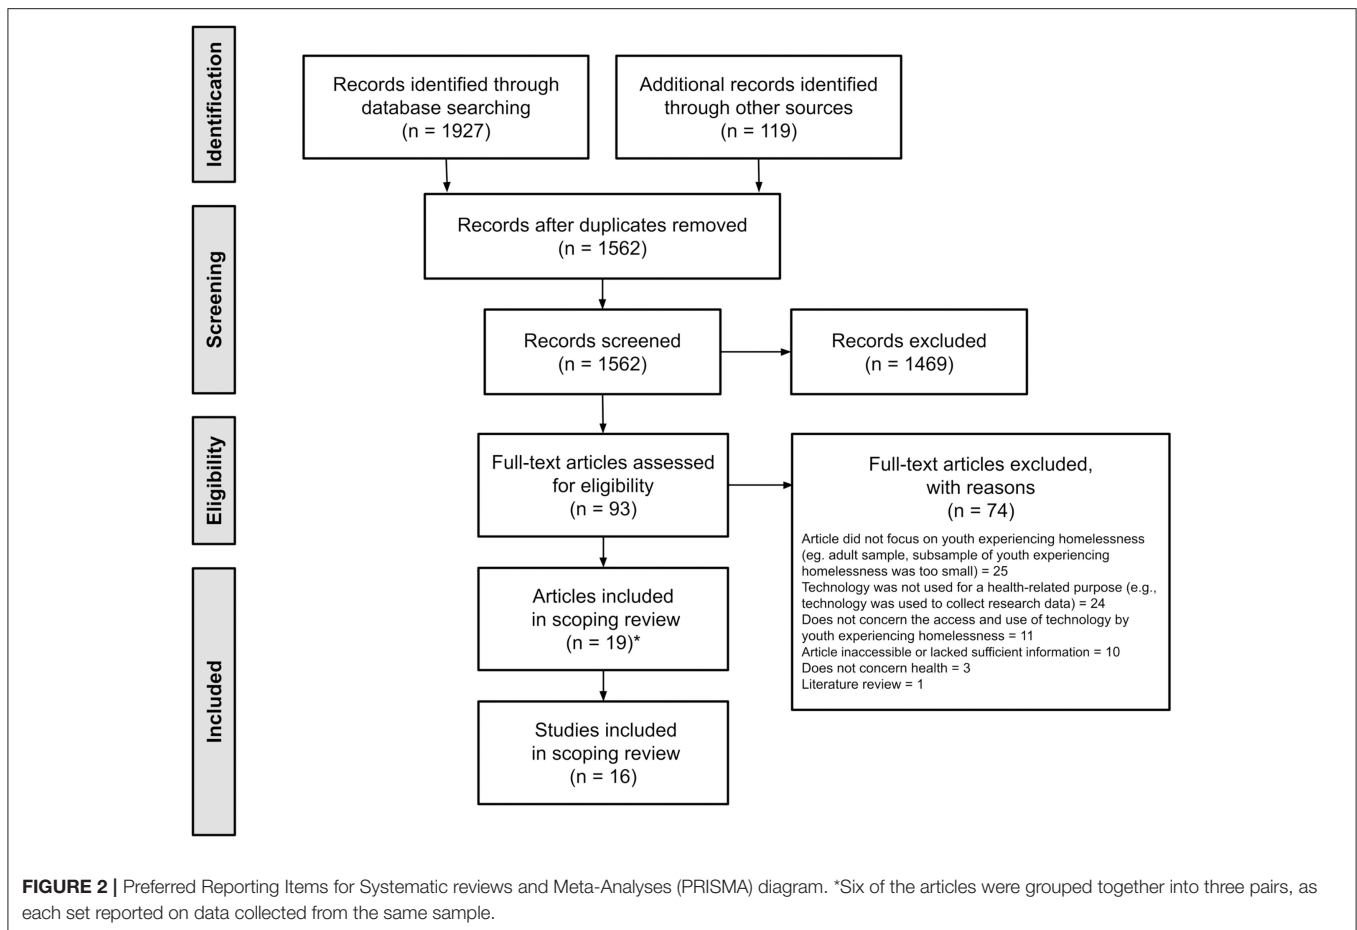 Identification
Records identified through
database searching
(n = 1927)
Additional records identified
through other sources
(n = 119)
Screening
Records after duplicates removed
(n = 1562)
Records screened
(n = 1562)
Records excluded
(n = 1469)
Eligibility
Full-text articles assessed
for eligibility
(n = 93)
Full-text articles excluded,
with reasons
(n = 74)
Article did not focus on youth experiencing homelessness
(eg. adult sample, subsample of youth experiencing
homelessness was too small) = 25
Technology was not used for a health-related purpose (e.g.,
technology was used to collect research data) = 24
Does not concern the access and use of technology by
youth experiencing homelessness = 11
Article inaccessible or lacked sufficient information = 10
Does not concern health = 3
Literature review = 1
Included
Articles included
in scoping review
(n = 19)*
Studies included
in scoping review
(n = 16)
FIGURE 2 | Preferred Reporting Items for Systematic reviews and Meta-Analyses (PRISMA) diagram. *Six of the articles were grouped together into three pairs, as
each set reported on data collected from the same sample.